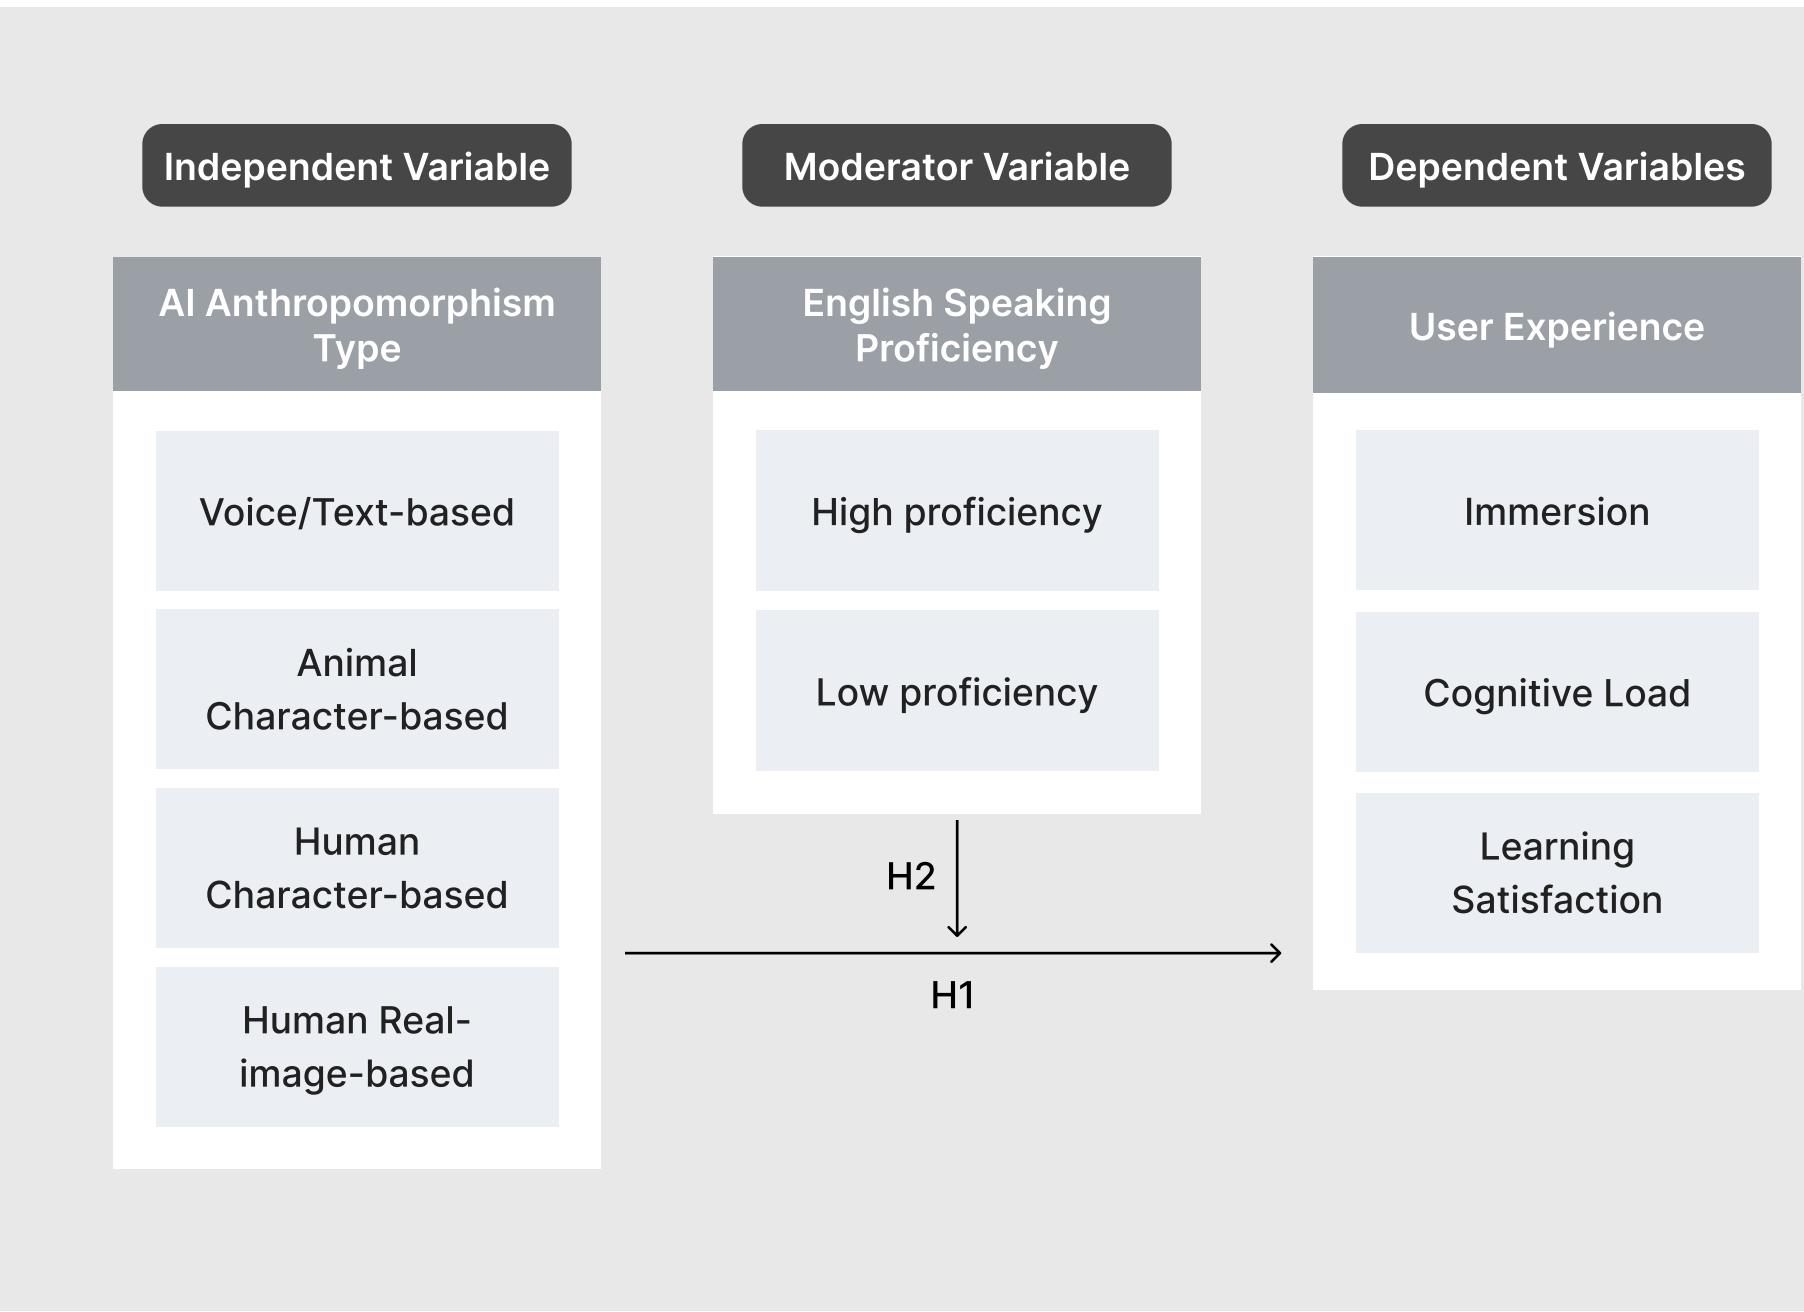 Independent Variable
Moderator Variable
Dependent Variables
AI Anthropomorphism
Type
Voice/Text-based
Animal
Character-based
Human
Character-based
Human Real-
image-based
English Speaking
Proficiency
High proficiency
Low proficiency
H2
H1
User Experience
Immersion
Cognitive Load
Learning
Satisfaction